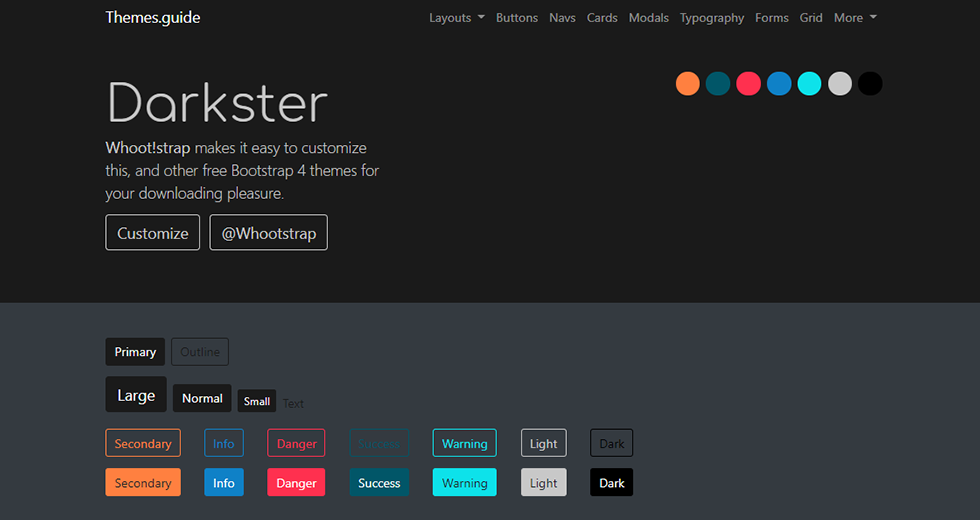 Themes.guide
Layouts Buttons Navs Cards Modals Typography Forms Grid More
Darkster
Whoot!strap makes it easy to customize
this, and other free Bootstrap 4 themes for
your downloading pleasure.
Customize @Whootstrap
Primary Outline
Large Normal Small Text
Secondary Info Danger Success Warning Light Dark
Secondary Info Danger Success Warning Light Dark